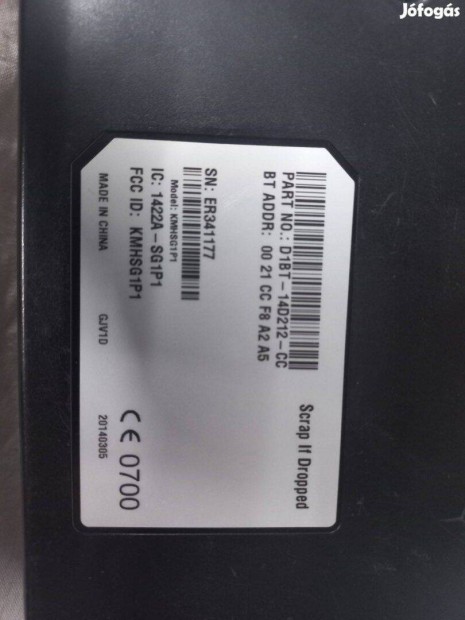 Jófogás
Scrap If Dropped
PART NO.: D1BT-14D212-CC
BT ADDR: 00 21 CC F8 A2 A5
SN: ER341177
Model: KMHSG1P1
IC: 1422A-SG1P1
FCC ID: KMHSG1P1
CE 0700
MADE IN CHINA GJV1D 20140305